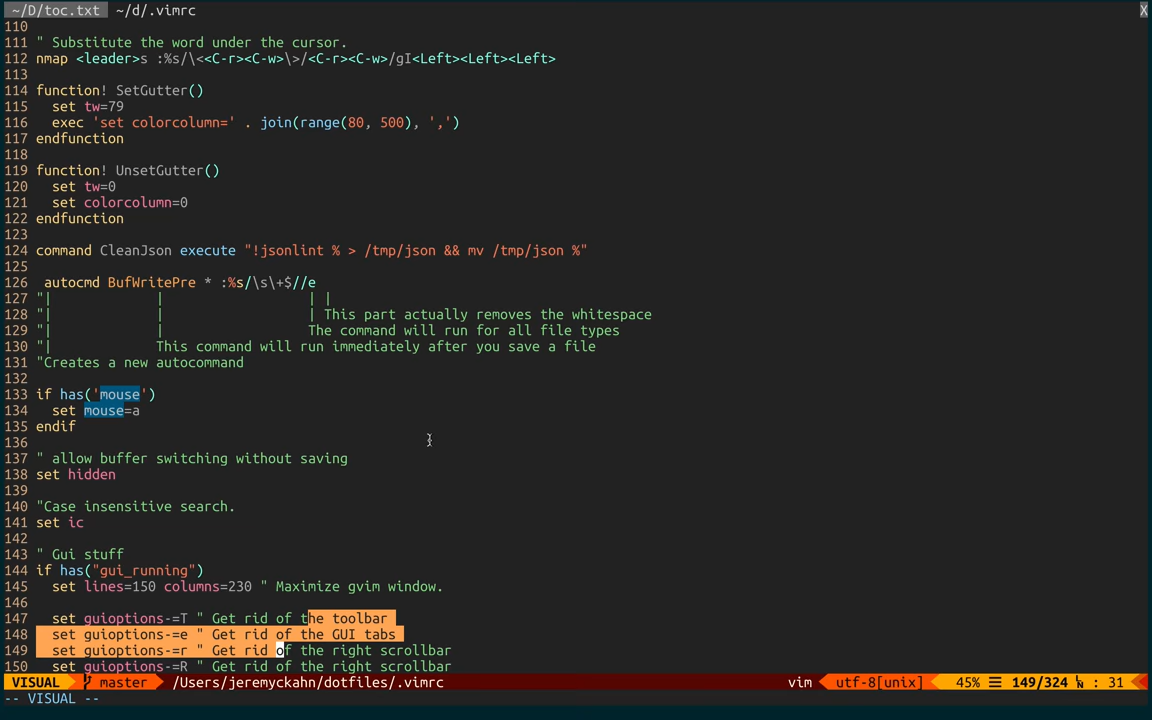 ~/D/toc.txt  ~/d/.vimrc X
110
111 " Substitute the word under the cursor.
112 nmap <leader>s :%s/\<<C-r><C-w>\>/<C-r><C-w>/gI<Left><Left><Left>
113
114 function! SetGutter()
115   set tw=79
116   exec 'set colorcolumn=' . join(range(80, 500), ',')
117 endfunction
118
119 function! UnsetGutter()
120   set tw=0
121   set colorcolumn=0
122 endfunction
123
124 command CleanJson execute "!jsonlint % > /tmp/json && mv /tmp/json %"
125
126  autocmd BufWritePre * :%s/\s\+$//e
127 "|             |                  | |
128 "|             |                  | This part actually removes the whitespace
129 "|             |                  The command will run for all file types
130 "|             This command will run immediately after you save a file
131 "Creates a new autocommand
132
133 if has('mouse')
134   set mouse=a
135 endif
136
137 " allow buffer switching without saving
138 set hidden
139
140 "Case insensitive search.
141 set ic
142
143 " Gui stuff
144 if has("gui_running")
145   set lines=150 columns=230 " Maximize gvim window.
146
147   set guioptions-=T " Get rid of the toolbar
148   set guioptions-=e " Get rid of the GUI tabs
149   set guioptions-=r " Get rid of the right scrollbar
150   set guioptions-=R " Get rid of the right scrollbar
VISUAL master /Users/jeremyckahn/dotfiles/.vimrc vim utf-8[unix] 45% ☰ 149/324 ␤ : 31
-- VISUAL --